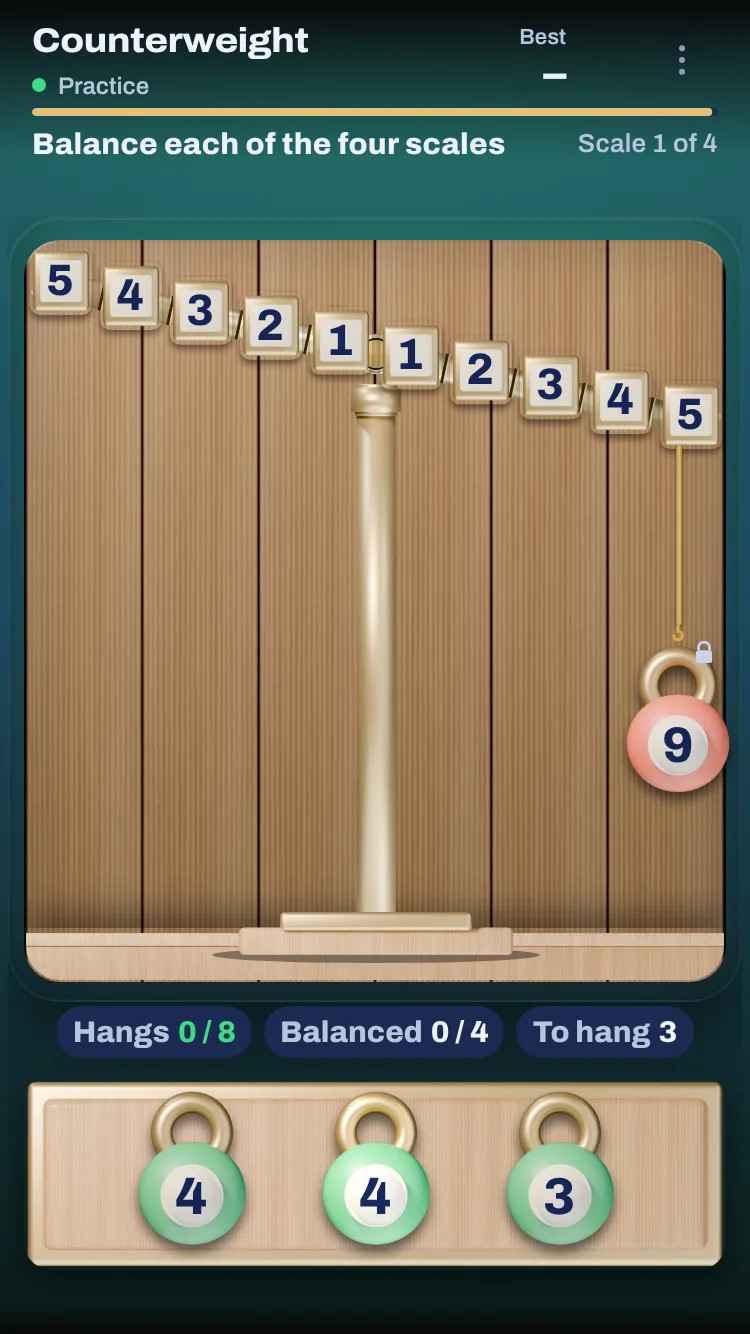 Counterweight
Best
Practice
–
Balance each of the four scales
Scale 1 of 4
5 4 3 2 1 1 2 3 4 5
9
Hangs 0/8
Balanced 0/4
To hang 3
4 4 3